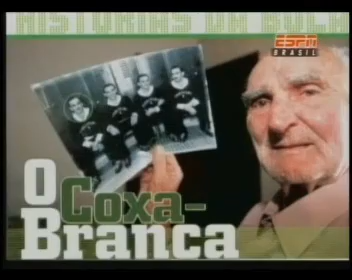 HISTÓRIAS DA BOLA
ESPN
BRASIL
O
Coxa-
Branca